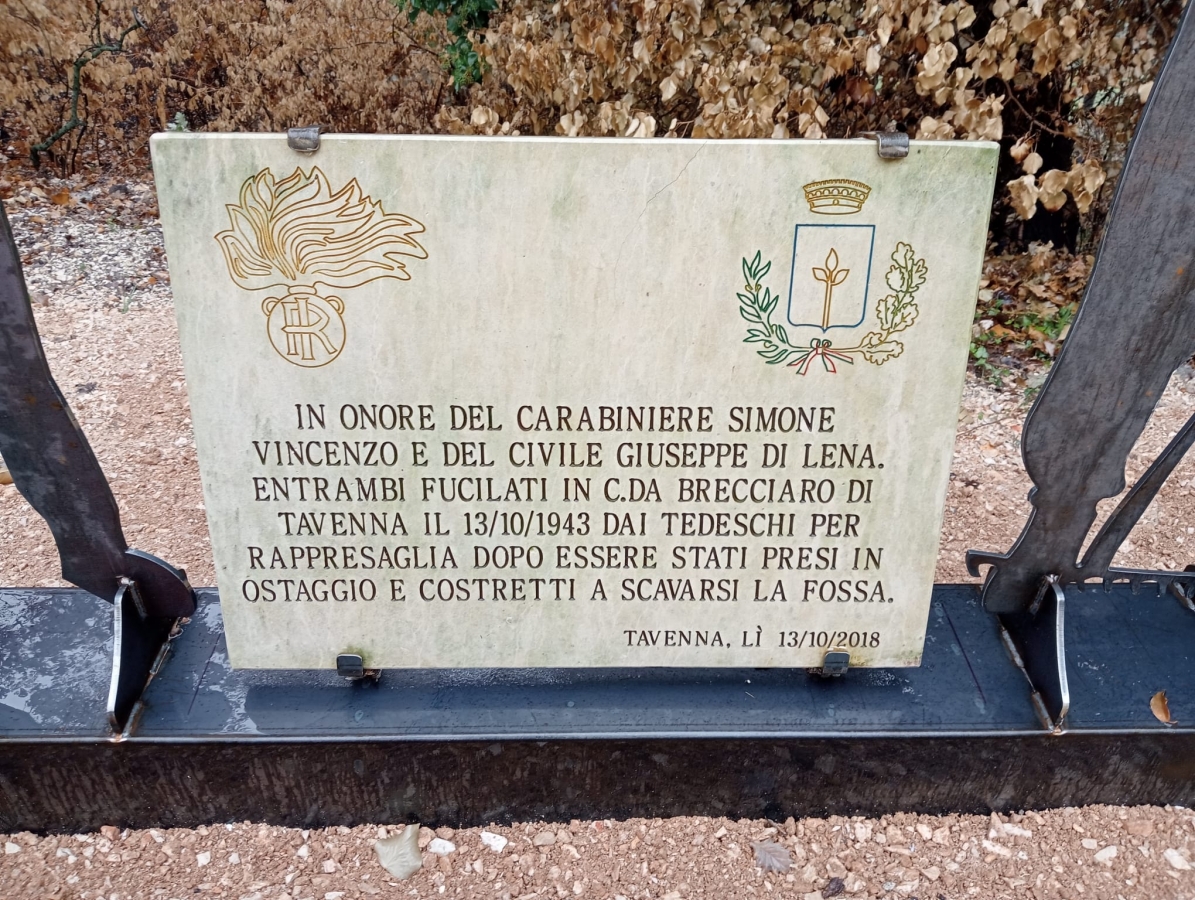 RI
IN ONORE DEL CARABINIERE SIMONE
VINCENZO E DEL CIVILE GIUSEPPE DI LENA.
ENTRAMBI FUCILATI IN C.DA BRECCIARO DI
TAVENNA IL 13/10/1943 DAI TEDESCHI PER
RAPPRESAGLIA DOPO ESSERE STATI PRESI IN
OSTAGGIO E COSTRETTI A SCAVARSI LA FOSSA.
TAVENNA, LÌ 13/10/2018